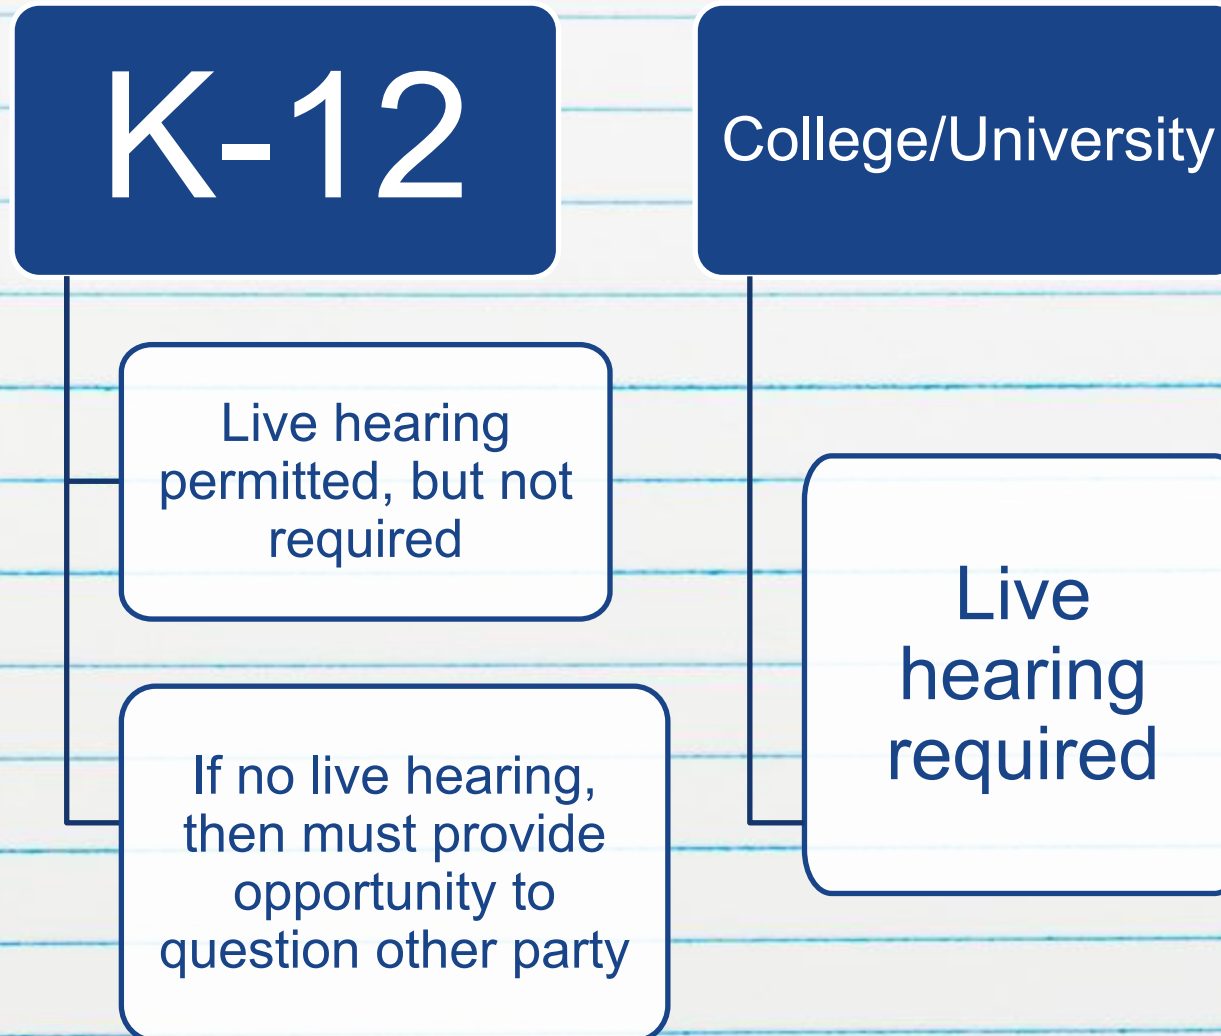 K-12
Live hearing
permitted, but not
required
If no live hearing,
then must provide
opportunity to
question other party
College/University
Live
hearing
required